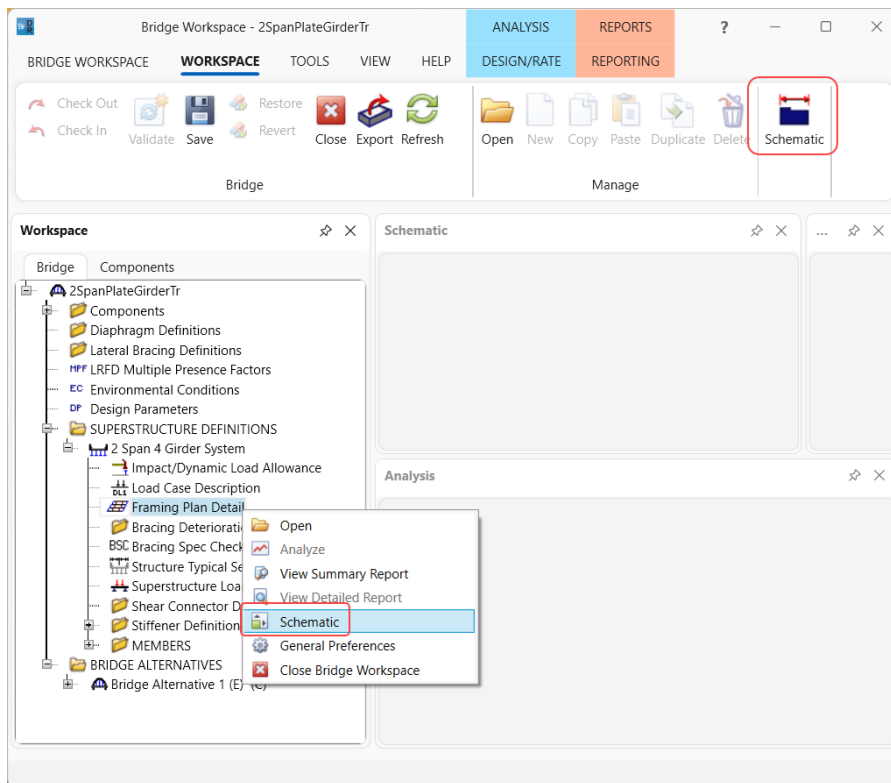 Bridge Workspace - 2SpanPlateGirderTr
ANALYSIS
REPORTS
?
BRIDGE WORKSPACE
WORKSPACE
TOOLS
VIEW
HELP
DESIGN/RATE
REPORTING
Check Out
Check In
Validate
Save
Restore
Revert
Close
Export
Refresh
Bridge
Open
New
Copy
Paste
Duplicate
Delete
Manage
Schematic
Workspace
Bridge
Components
2SpanPlateGirderTr
Components
Diaphragm Definitions
Lateral Bracing Definitions
MPF LRFD Multiple Presence Factors
EC Environmental Conditions
DP Design Parameters
SUPERSTRUCTURE DEFINITIONS
2 Span 4 Girder System
Impact/Dynamic Load Allowance
DL1 Load Case Description
Framing Plan Detail
Bracing Deteriorati
BSC Bracing Spec Check
Structure Typical Se
Superstructure Loa
Shear Connector D
Stiffener Definition
MEMBERS
BRIDGE ALTERNATIVES
Bridge Alternative 1 (E) (C)
Open
Analyze
View Summary Report
View Detailed Report
Schematic
General Preferences
Close Bridge Workspace
Schematic
...
Analysis